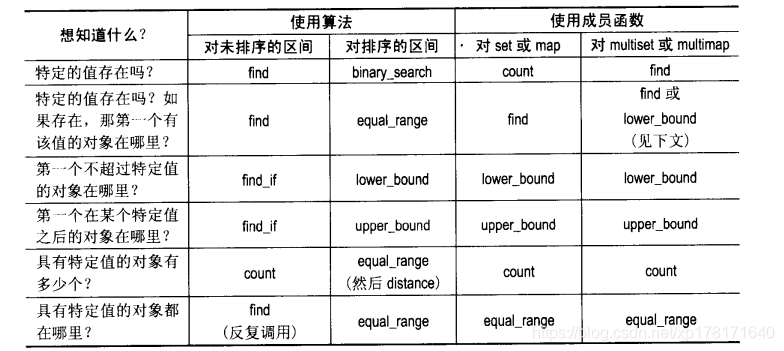 想知道什么？ 使用算法 使用成员函数
对未排序的区间 对排序的区间 对 set 或 map 对 multiset 或 multimap
特定的值存在吗？ find binary_search count find
特定的值存在吗？如 find 或
果存在，那第一个有 find equal_range find lower_bound
该值的对象在哪里？ (见下文)
第一个不超过特定值
的对象在哪里？ find_if lower_bound lower_bound lower_bound
第一个在某个特定值
之后的对象在哪里？ find_if upper_bound upper_bound upper_bound
具有特定值的对象有 count equal_range count count
多少个？ (然后 distance)
具有特定值的对象都 find equal_range equal_range equal_range
在哪里？ (反复调用)
https://blog.csdn.net/xp178171640